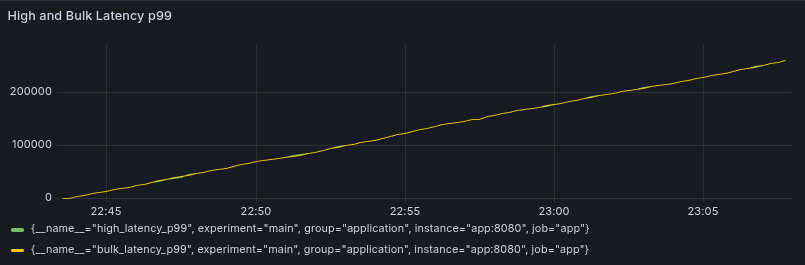 High and Bulk Latency p99
200000
100000
0
22:45 22:50 22:55 23:00 23:05
{__name__="high_latency_p99", experiment="main", group="application", instance="app:8080", job="app"}
{__name__="bulk_latency_p99", experiment="main", group="application", instance="app:8080", job="app"}